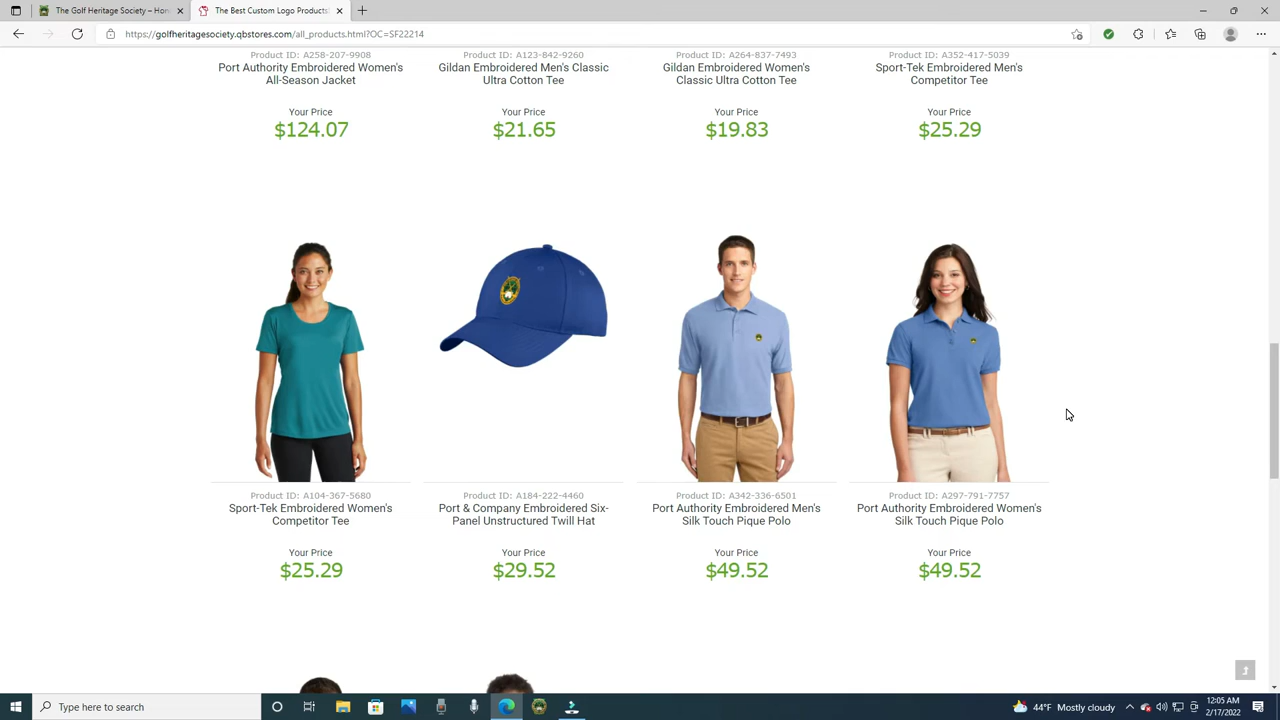 The Golf Heritage Society – Hom
The Best Custom Logo Products
https://golfheritagesociety.qbstores.com/all_products.html?OC=SF22214
Product ID: A258-207-9908
Port Authority Embroidered Women's
All-Season Jacket
Your Price
$124.07
Product ID: A123-842-9260
Gildan Embroidered Men's Classic
Ultra Cotton Tee
Your Price
$21.65
Product ID: A264-837-7493
Gildan Embroidered Women's
Classic Ultra Cotton Tee
Your Price
$19.83
Product ID: A352-417-5039
Sport-Tek Embroidered Men's
Competitor Tee
Your Price
$25.29
Product ID: A104-367-5680
Sport-Tek Embroidered Women's
Competitor Tee
Your Price
$25.29
Product ID: A184-222-4460
Port & Company Embroidered Six-
Panel Unstructured Twill Hat
Your Price
$29.52
Product ID: A342-336-6501
Port Authority Embroidered Men's
Silk Touch Pique Polo
Your Price
$49.52
Product ID: A297-791-7757
Port Authority Embroidered Women's
Silk Touch Pique Polo
Your Price
$49.52
Type here to search
44°F Mostly cloudy
12:05 AM
2/17/2022